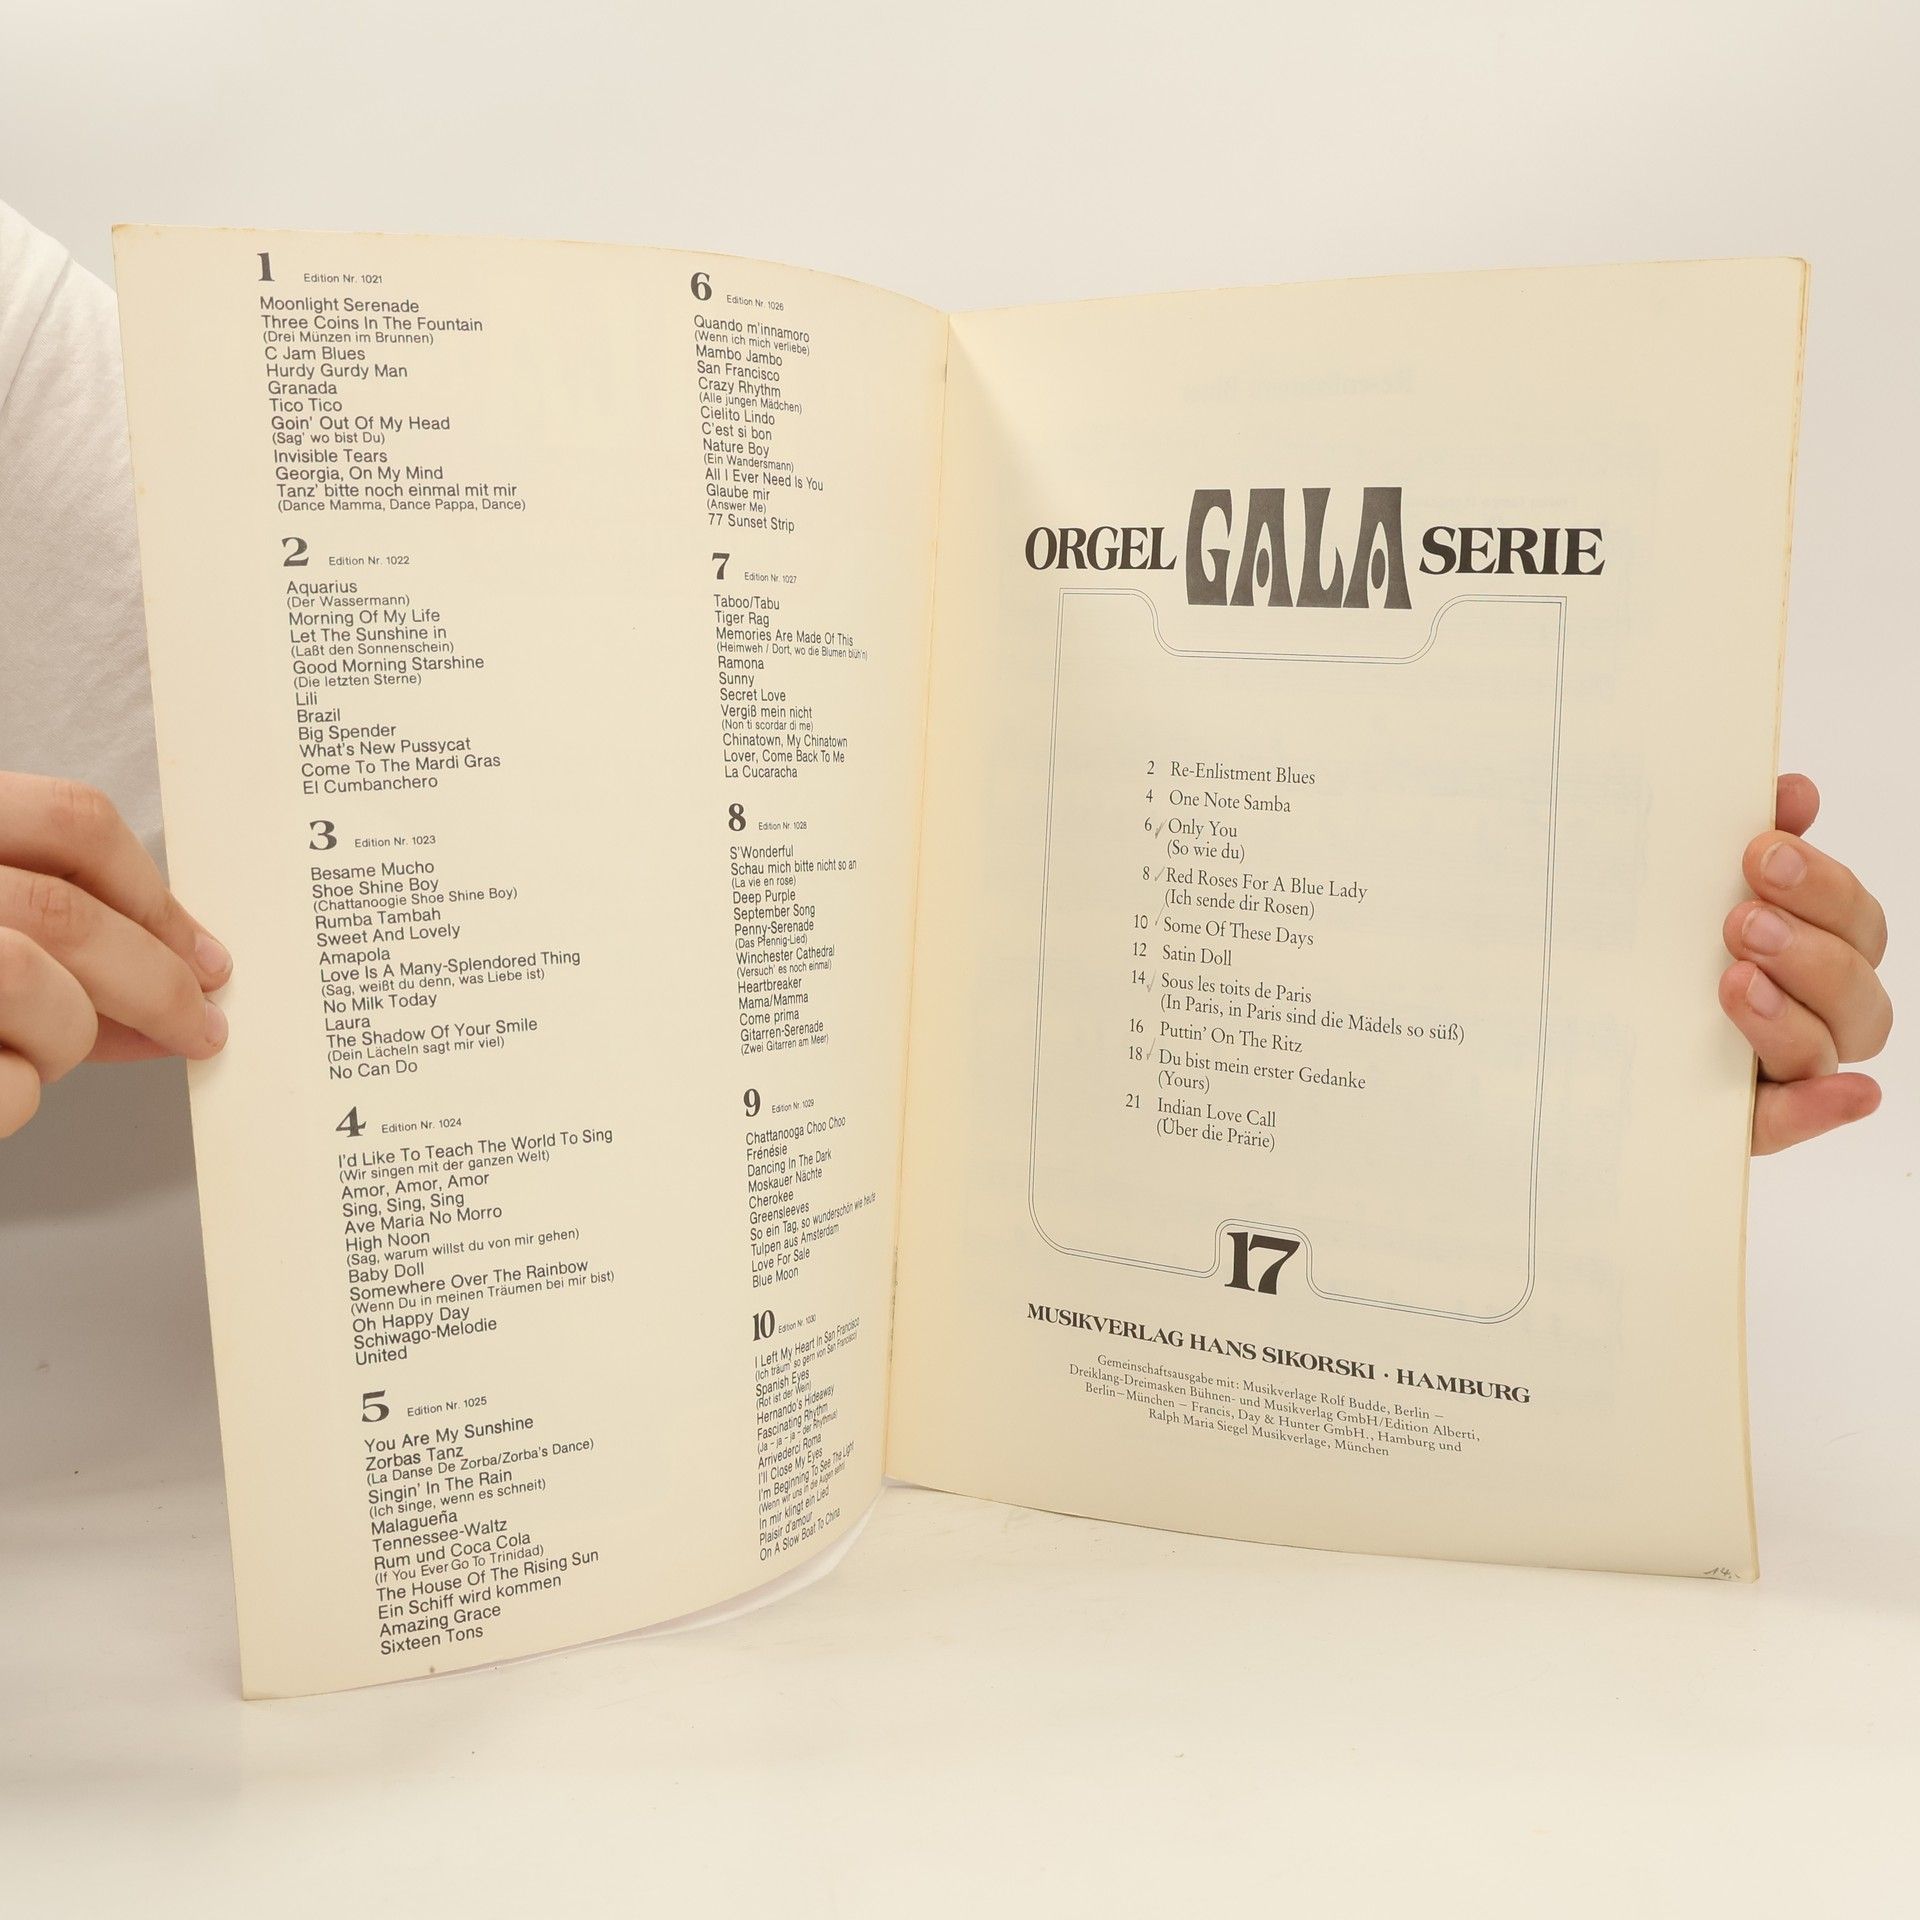 1 Edition Nr. 1021
Moonlight Serenade
Three Coins In The Fountain
(Drei Münzen im Brunnen)
C Jam Blues
Hurdy Gurdy Man
Granada
Tico Tico
Goin' Out Of My Head
(Sag' wo bist Du)
Invisible Tears
Georgia, On My Mind
Tanz' bitte noch einmal mit mir
(Dance Mamma, Dance Pappa, Dance)
2 Edition Nr. 1022
Aquarius
(Der Wassermann)
Morning Of My Life
Let The Sunshine in
(Laßt den Sonnenschein)
Good Morning Starshine
(Die letzten Sterne)
Lili
Brazil
Big Spender
What's New Pussycat
Come To The Mardi Gras
El Cumbanchero
3 Edition Nr. 1023
Besame Mucho
Shoe Shine Boy
(Chattanoogie Shoe Shine Boy)
Rumba Tambah
Sweet And Lovely
Amapola
Love Is A Many-Splendored Thing
(Sag, weißt du denn, was Liebe ist)
No Milk Today
Laura
The Shadow Of Your Smile
(Dein Lächeln sagt mir viel)
No Can Do
4 Edition Nr. 1024
I'd Like To Teach The World To Sing
(Wir singen mit der ganzen Welt)
Amor, Amor, Amor
Sing, Sing, Sing
Ave Maria No Morro
High Noon
(Sag, warum willst du von mir gehen)
Baby Doll
Somewhere Over The Rainbow
(Wenn Du in meinen Träumen bei mir bist)
Oh Happy Day
Schiwago-Melodie
United
5 Edition Nr. 1025
You Are My Sunshine
Zorbas Tanz
(La Danse De Zorba/Zorba's Dance)
Singin' In The Rain
(Ich singe, wenn es schneit)
Malagueña
Tennessee-Waltz
Rum und Coca Cola
(If You Ever Go To Trinidad)
The House Of The Rising Sun
Ein Schiff wird kommen
Amazing Grace
Sixteen Tons
6 Edition Nr. 1026
Quando m'innamoro
(Wenn ich mich verliebe)
Mambo Jambo
San Francisco
Crazy Rhythm
(Alle jungen Mädchen)
Cielito Lindo
C'est si bon
Nature Boy
(Ein Wandersmann)
All I Ever Need Is You
Glaube mir
(Answer Me)
77 Sunset Strip
7 Edition Nr. 1027
Taboo/Tabu
Tiger Rag
Memories Are Made Of This
(Heimweh / Dort, wo die Blumen blüh'n)
Ramona
Sunny
Secret Love
Vergiß mein nicht
(Non ti scordar di me)
Chinatown, My Chinatown
Lover, Come Back To Me
La Cucaracha
8 Edition Nr. 1028
S'Wonderful
Schau mich bitte nicht so an
(La vie en rose)
Deep Purple
September Song
Penny-Serenade
(Das Pfennig-Lied)
Winchester Cathedral
(Versuch' es noch einmal)
Heartbreaker
Mama/Mamma
Come prima
Gitarren-Serenade
(Zwei Gitarren am Meer)
9 Edition Nr. 1029
Chattanooga Choo Choo
Frénésie
Dancing In The Dark
Moskauer Nächte
Cherokee
Greensleeves
So ein Tag, so wunderschön wie heute
Tulpen aus Amsterdam
Love For Sale
Blue Moon
10 Edition Nr. 1030
I Left My Heart In San Francisco
(Ich träum' so gern von San Francisco)
Spanish Eyes
(Rot ist der Wein)
Hernando's Hideaway
Fascinating Rhythm
(Ja – ja – ja – der Rhythmus)
Arrivederci Roma
I'll Close My Eyes
I'm Beginning To See The Light
(Wenn wir uns in die Augen sehn)
In mir klingt ein Lied
Plaisir d'amour
On A Slow Boat To China
ORGEL GALA SERIE
2 Re-Enlistment Blues
4 One Note Samba
6 Only You
(So wie du)
8 Red Roses For A Blue Lady
(Ich sende dir Rosen)
10 Some Of These Days
12 Satin Doll
14 Sous les toits de Paris
(In Paris, in Paris sind die Mädels so süß)
16 Puttin' On The Ritz
18 Du bist mein erster Gedanke
(Yours)
21 Indian Love Call
(Über die Prärie)
17
MUSIKVERLAG HANS SIKORSKI · HAMBURG
Gemeinschaftsausgabe mit: Musikverlage Rolf Budde, Berlin –
Dreiklang-Dreimasken Bühnen- und Musikverlag GmbH/Edition Alberti,
Berlin–München – Francis, Day & Hunter GmbH., Hamburg und
Ralph Maria Siegel Musikverlage, München
14.-